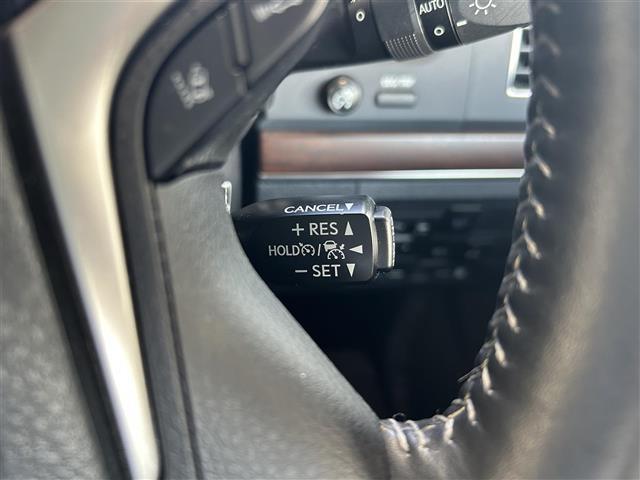 AUTO
CANCEL
+ RES
HOLD /
− SET